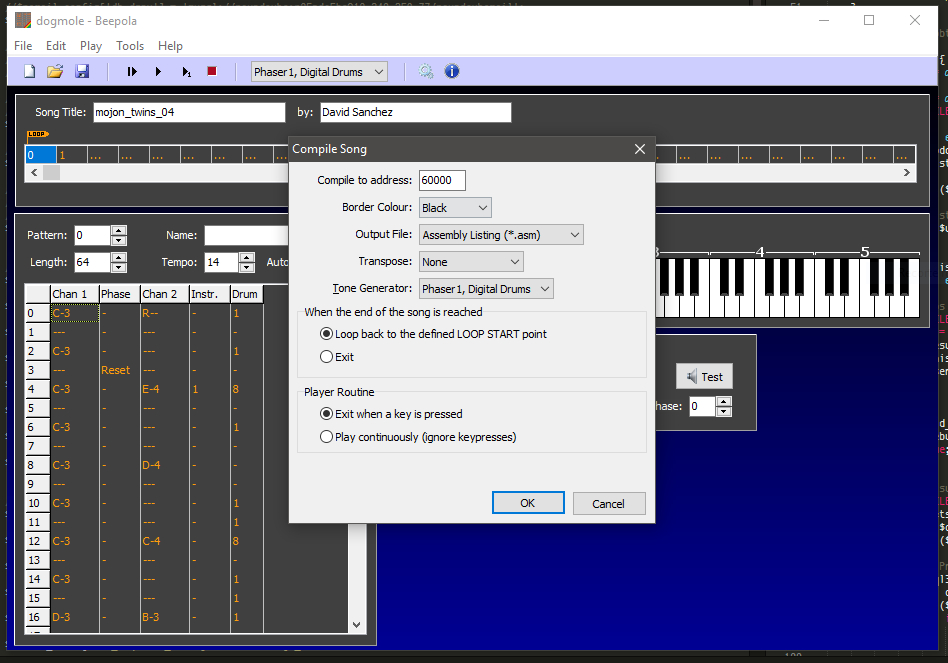 dogmole - Beepola
File Edit Play Tools Help
Phaser1, Digital Drums
Song Title: mojon_twins_04 by: David Sanchez
LOOP
0 1 ... ... ... ... ... ... ... ... ... ... ... ... ... ...
Compile Song
Compile to address: 60000
Border Colour: Black
Output File: Assembly Listing (*.asm)
Transpose: None
Tone Generator: Phaser1, Digital Drums
When the end of the song is reached
Loop back to the defined LOOP START point
Exit
Player Routine
Exit when a key is pressed
Play continuously (ignore keypresses)
OK Cancel
Pattern: 0 Name:
Length: 64 Tempo: 14 Auto
3 4 5
Test
hase: 0
Chan 1 Phase Chan 2 Instr. Drum
0 C-3 - R-- - 1
1 --- - --- - -
2 C-3 - --- - 1
3 --- Reset --- - -
4 C-3 - E-4 1 8
5 --- - --- - -
6 C-3 - --- - 1
7 --- - --- - -
8 C-3 - D-4 - -
9 --- - --- - -
10 C-3 - --- - 1
11 --- - --- - 1
12 C-3 - C-4 - 8
13 --- - --- - -
14 C-3 - --- - 1
15 --- - --- - 1
16 D-3 - B-3 - 1